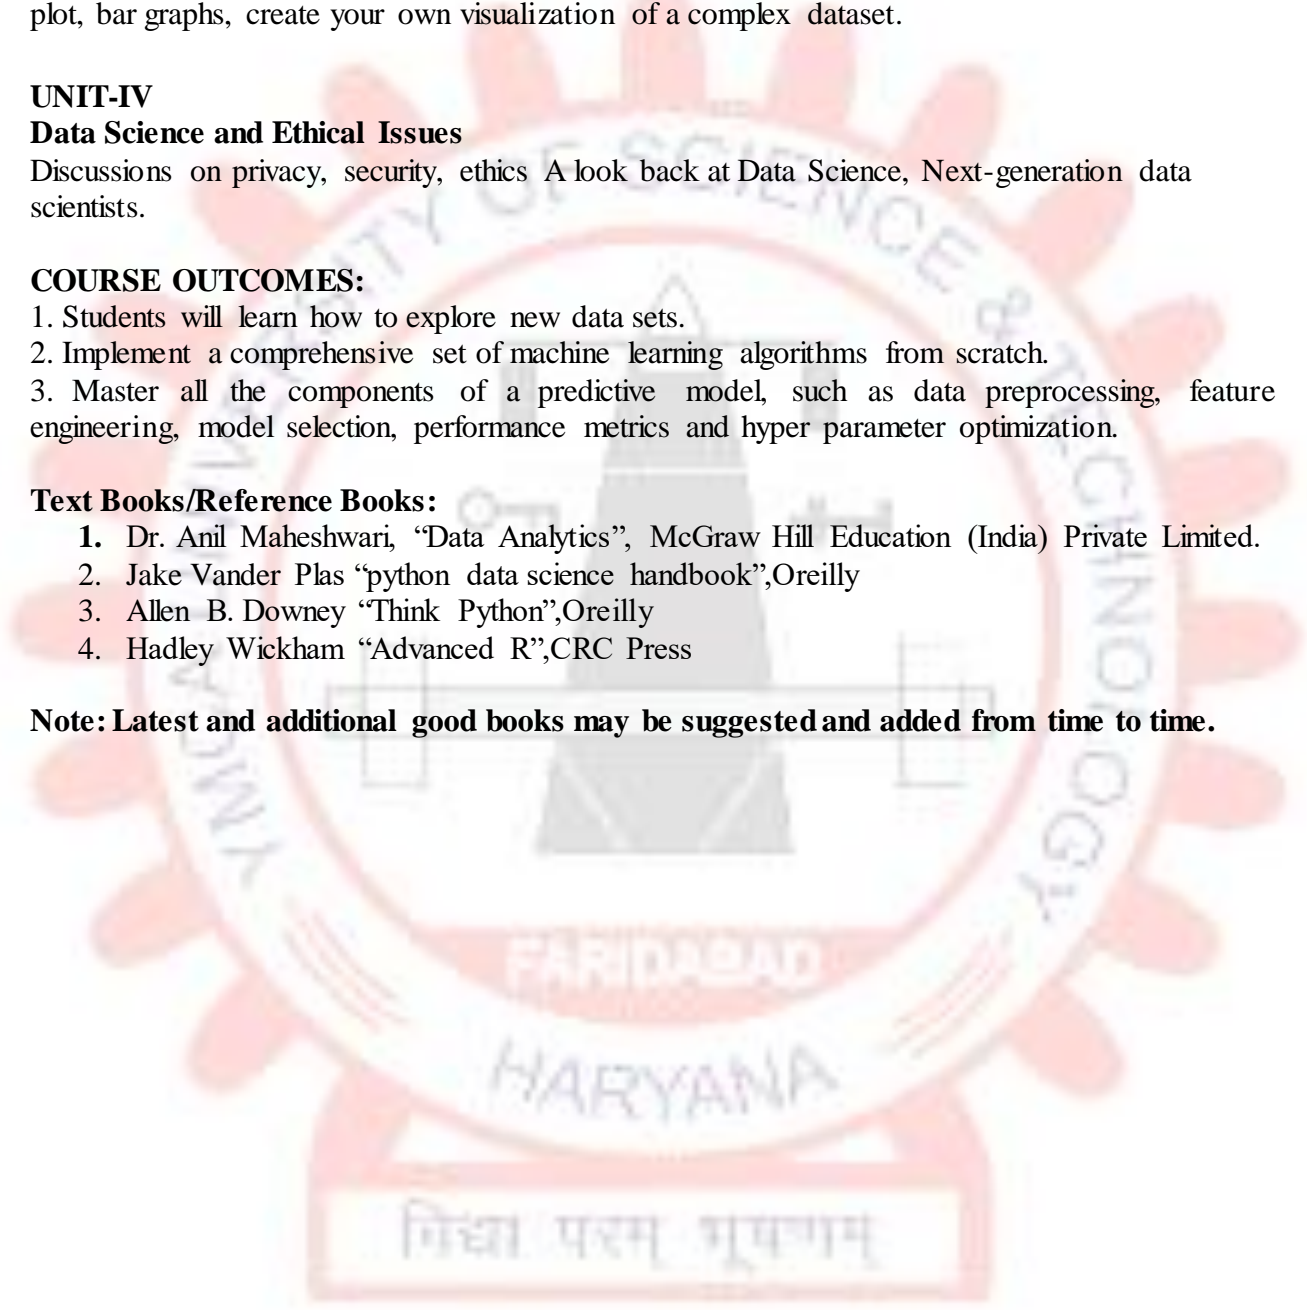 plot, bar graphs, create your own visualization of a complex dataset.
UNIT-IV
Data Science and Ethical Issues
Discussions on privacy, security, ethics A look back at Data Science, Next-generation data
scientists.
COURSE OUTCOMES:
1. Students will learn how to explore new data sets.
2. Implement a comprehensive set of machine learning algorithms from scratch.
3. Master all the components of a predictive model, such as data preprocessing, feature
engineering, model selection, performance metrics and hyper parameter optimization.
Text Books/Reference Books:
1. Dr. Anil Maheshwari, “Data Analytics”, McGraw Hill Education (India) Private Limited.
2. Jake Vander Plas “python data science handbook”,Oreilly
3. Allen B. Downey “Think Python”,Oreilly
4. Hadley Wickham “Advanced R”,CRC Press
Note: Latest and additional good books may be suggested and added from time to time.
UNIVERSITY OF SCIENCE & TECHNOLOGY
YMCA
FARIDABAD
HARYANA
परम् भूषणम्